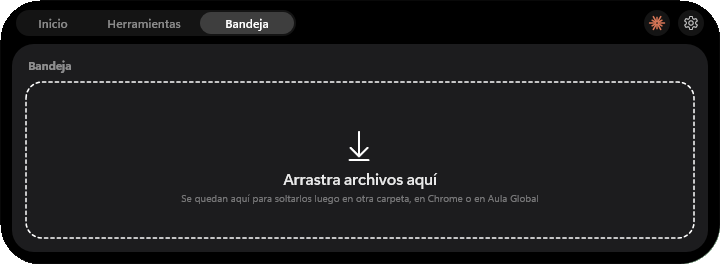 Inicio
Herramientas
Bandeja
Bandeja
Arrastra archivos aquí
Se quedan aquí para soltarlos luego en otra carpeta, en Chrome o en Aula Global